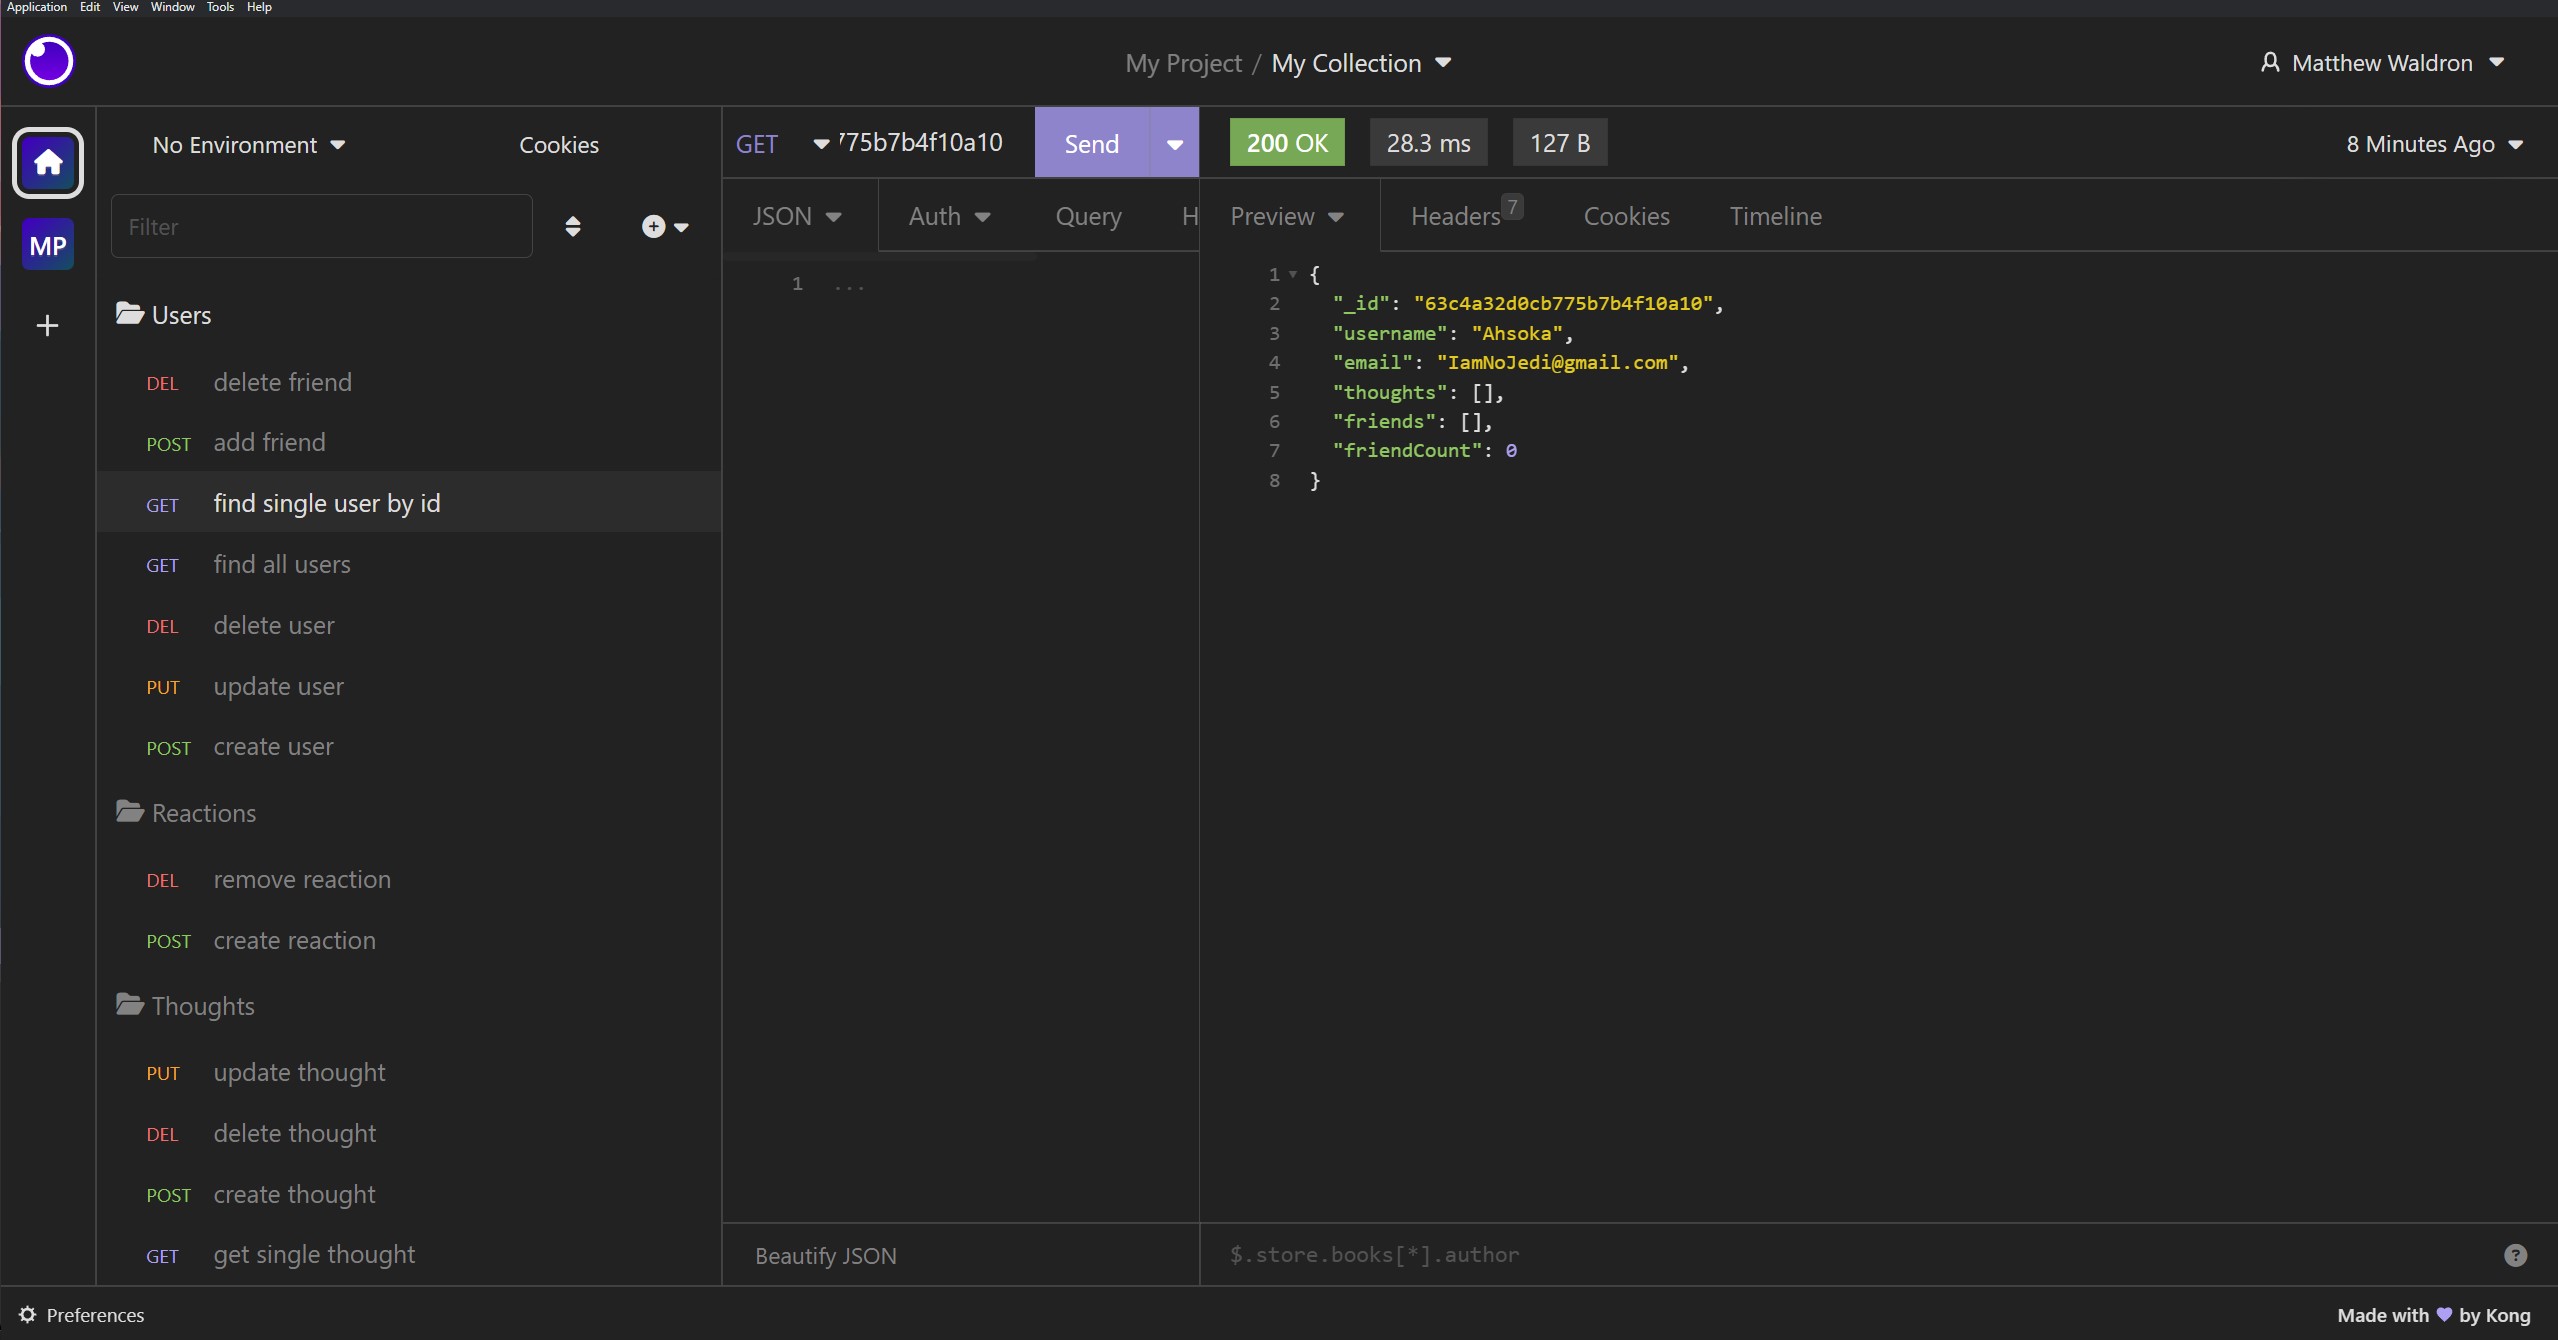 Application Edit View Window Tools Help
My Project / My Collection
Matthew Waldron
MP
No Environment
Cookies
Filter
Users
DEL delete friend
POST add friend
GET find single user by id
GET find all users
DEL delete user
PUT update user
POST create user
Reactions
DEL remove reaction
POST create reaction
Thoughts
PUT update thought
DEL delete thought
POST create thought
GET get single thought
GET 775b7b4f10a10 Send
JSON Auth Query H
1 ...
Beautify JSON
200 OK 28.3 ms 127 B 8 Minutes Ago
Preview Headers 7 Cookies Timeline
1 {
2 "_id": "63c4a32d0cb775b7b4f10a10",
3 "username": "Ahsoka",
4 "email": "IamNoJedi@gmail.com",
5 "thoughts": [],
6 "friends": [],
7 "friendCount": 0
8 }
$.store.books[*].author
?
Preferences
Made with 💜 by Kong